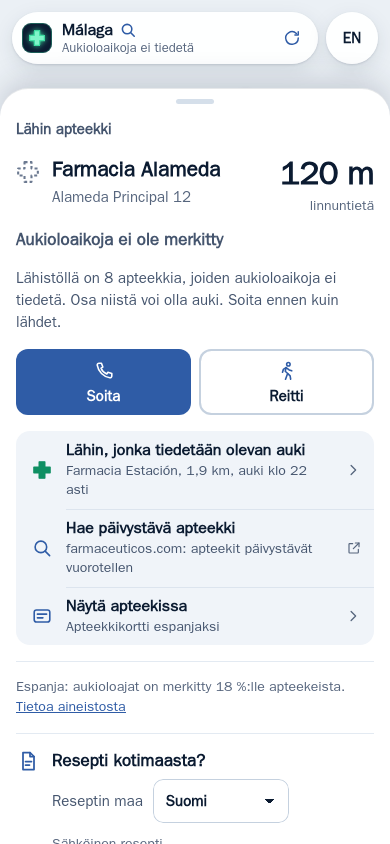 Málaga
Aukioloaikoja ei tiedetä
EN
Lähin apteekki
Farmacia Alameda
120 m
Alameda Principal 12
linnuntietä
Aukioloaikoja ei ole merkitty
Lähistöllä on 8 apteekkia, joiden aukioloaikoja ei
tiedetä. Osa niistä voi olla auki. Soita ennen kuin
lähdet.
Soita
Reitti
Lähin, jonka tiedetään olevan auki
Farmacia Estación, 1,9 km, auki klo 22
asti
Hae päivystävä apteekki
farmaceuticos.com: apteekit päivystävät
vuorotellen
Näytä apteekissa
Apteekkikortti espanjaksi
Espanja: aukioloajat on merkitty 18 %:lle apteekeista.
Tietoa aineistosta
Resepti kotimaasta?
Reseptin maa
Suomi
Sähköinen resepti